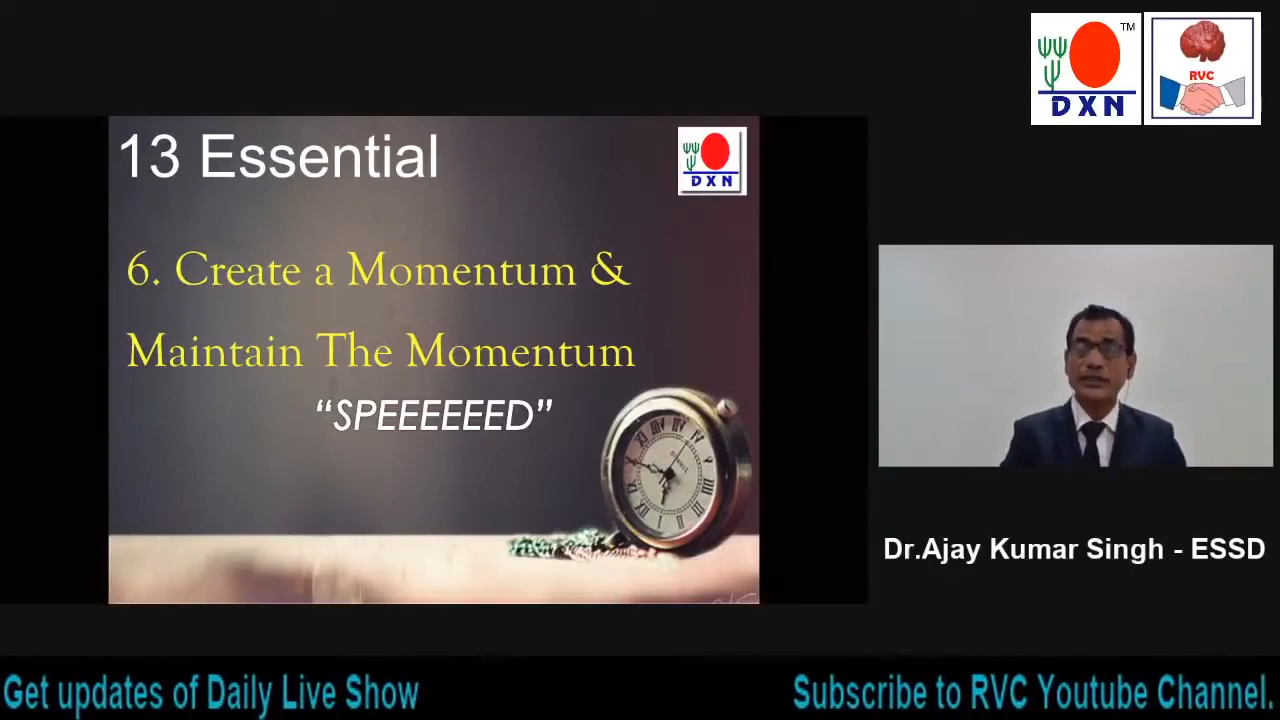 TM
DXN
RVC
13 Essential
DXN
6. Create a Momentum &
Maintain The Momentum
“SPEEEEEED”
Dr.Ajay Kumar Singh - ESSD
Get updates of Daily Live Show
Subscribe to RVC Youtube Channel.